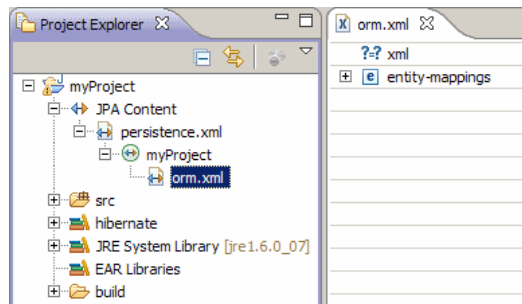 Project Explorer
myProject
JPA Content
persistence.xml
myProject
orm.xml
src
hibernate
JRE System Library [jre1.6.0_07]
EAR Libraries
build
orm.xml
?=? xml
e entity-mappings